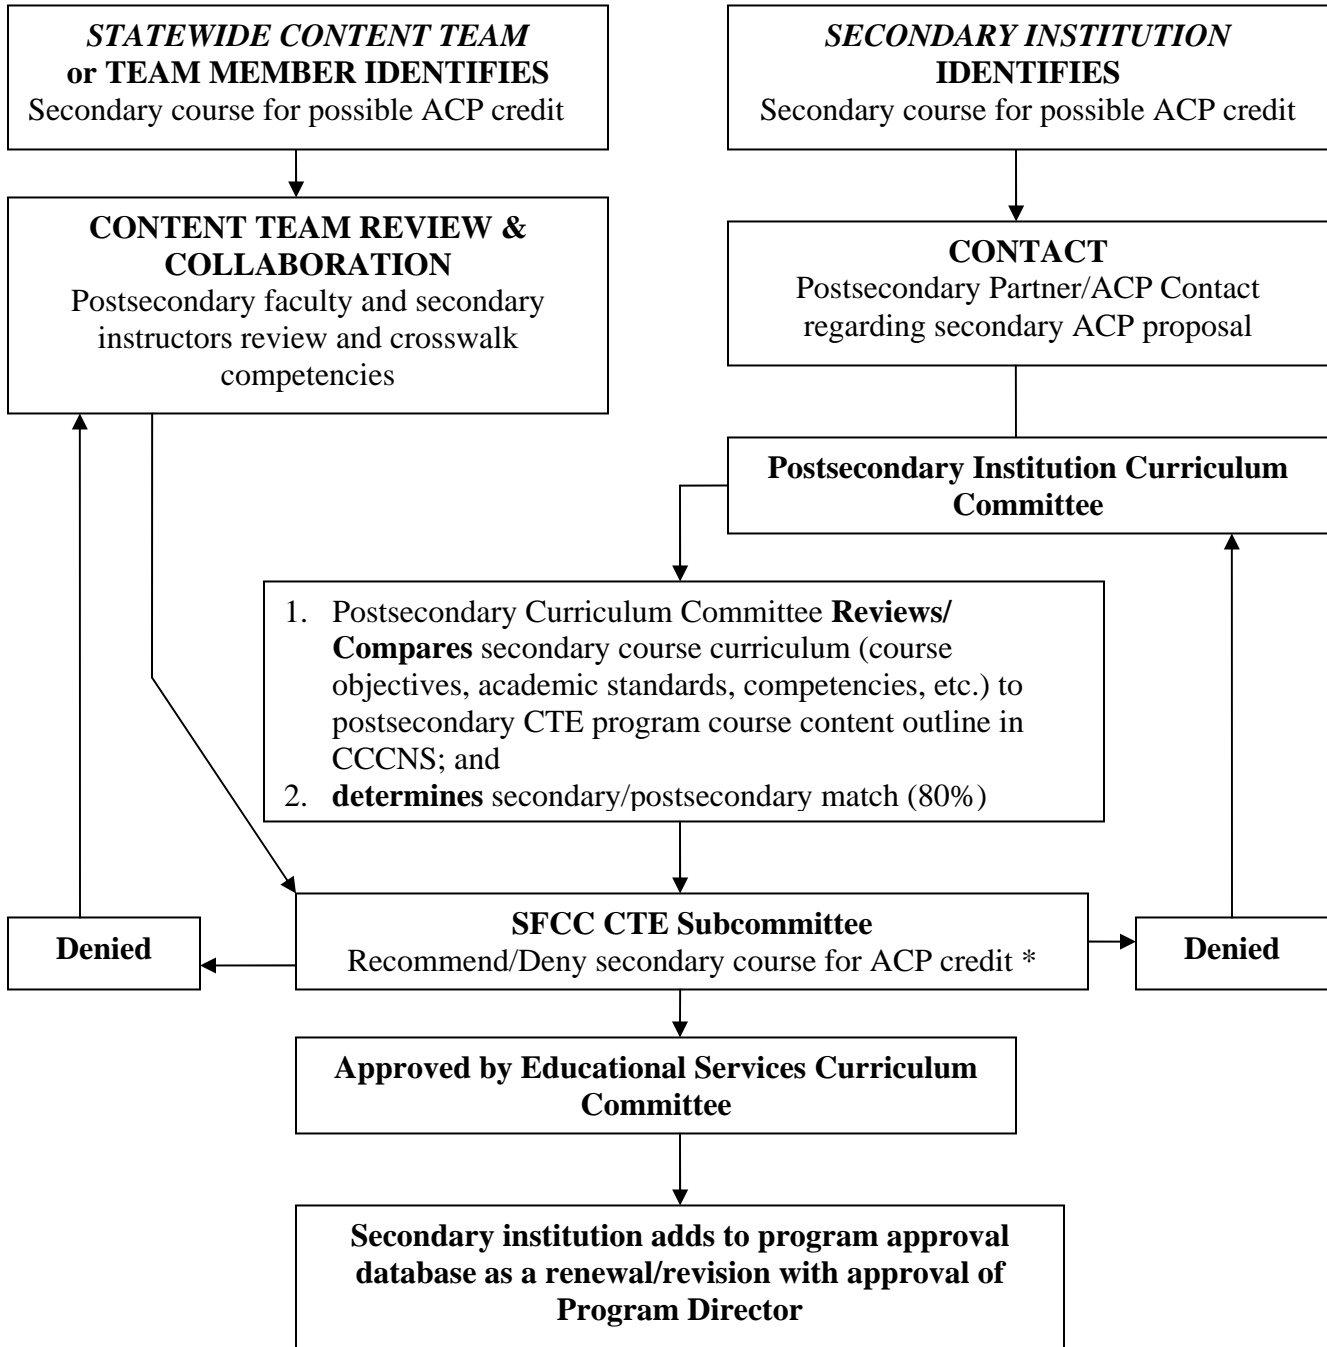 STATEWIDE CONTENT TEAM
or TEAM MEMBER IDENTIFIES
Secondary course for possible ACP credit
SECONDARY INSTITUTION
IDENTIFIES
Secondary course for possible ACP credit
CONTENT TEAM REVIEW &
COLLABORATION
Postsecondary faculty and secondary
instructors review and crosswalk
competencies
CONTACT
Postsecondary Partner/ACP Contact
regarding secondary ACP proposal
Postsecondary Institution Curriculum
Committee
1. Postsecondary Curriculum Committee Reviews/
Compares secondary course curriculum (course
objectives, academic standards, competencies, etc.) to
postsecondary CTE program course content outline in
CCCNS; and
2. determines secondary/postsecondary match (80%)
Denied
SFCC CTE Subcommittee
Recommend/Deny secondary course for ACP credit *
Denied
Approved by Educational Services Curriculum
Committee
Secondary institution adds to program approval
database as a renewal/revision with approval of
Program Director